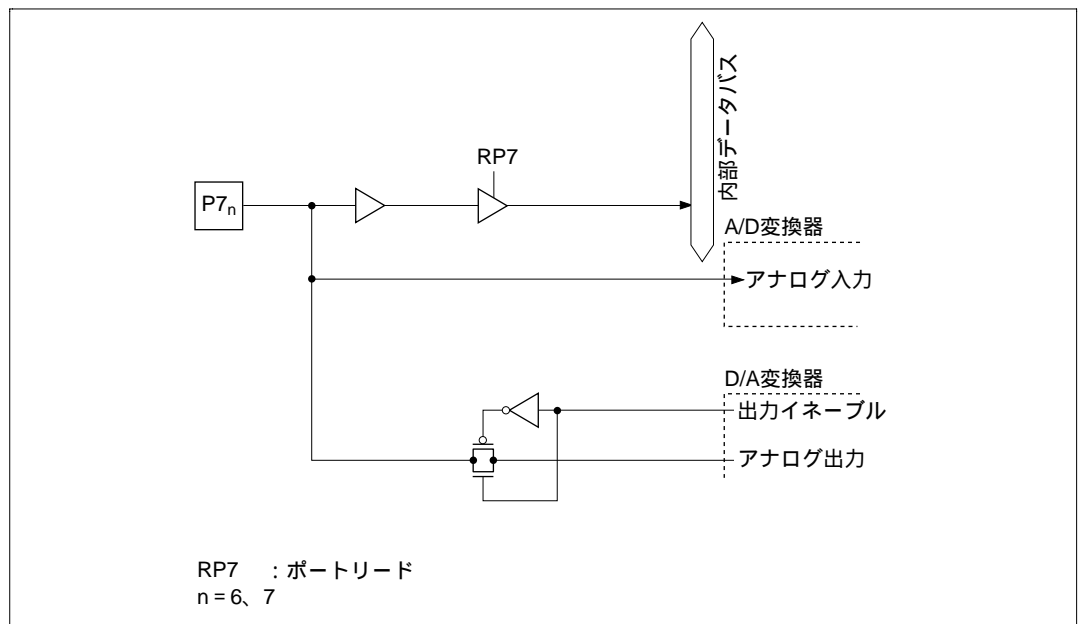 内部データバス
RP7
P7n
A/D変換器
アナログ入力
D/A変換器
出力イネーブル
アナログ出力
RP7 : ポートリード
n = 6、7